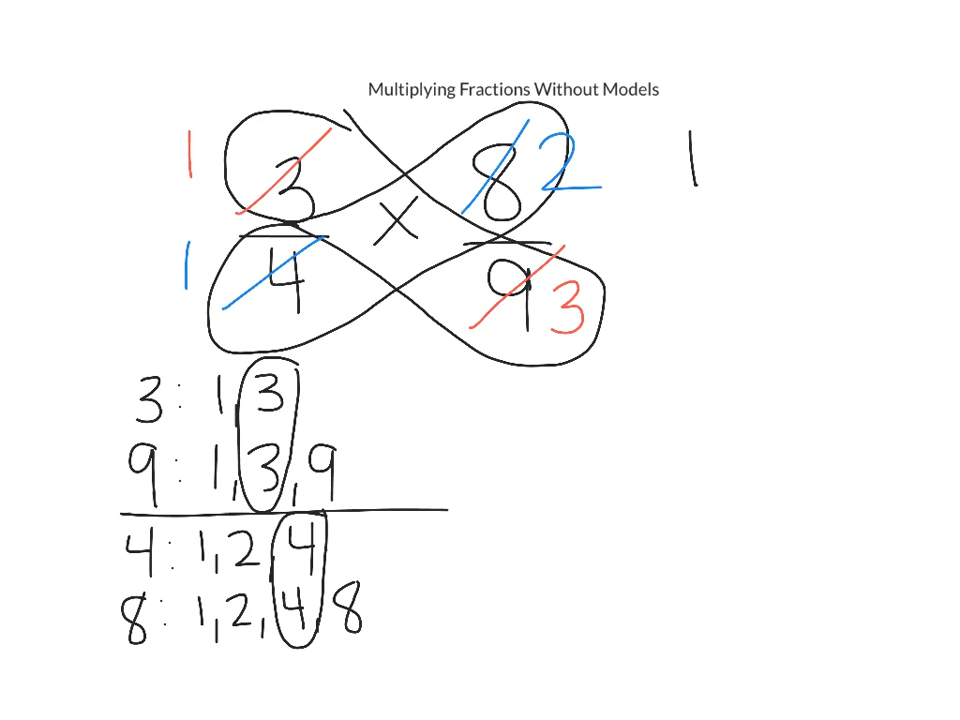 Multiplying Fractions Without Models
1 3 8 2 1
×
1 4 9 3
3: 1, 3
9: 1, 3, 9
4: 1, 2, 4
8: 1, 2, 4, 8